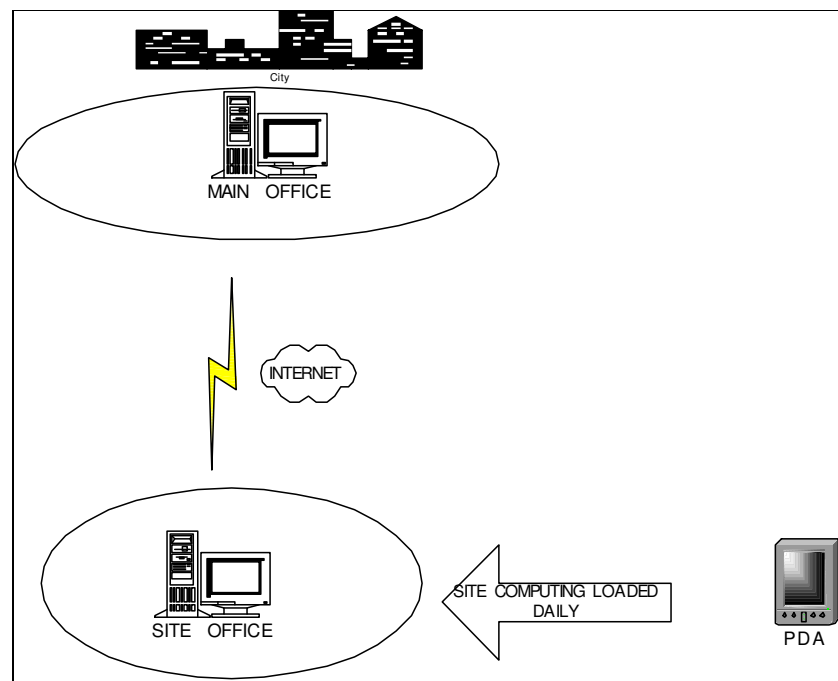 City
MAIN OFFICE
INTERNET
SITE COMPUTING LOADED
DAILY
SITE OFFICE
PDA